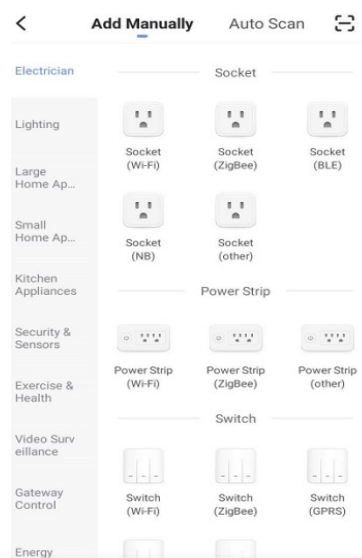 Add Manually Auto Scan
Electrician
Lighting
Large
Home Ap...
Small
Home Ap...
Kitchen
Appliances
Security &
Sensors
Exercise &
Health
Video Surv
eillance
Gateway
Control
Energy
Socket
Socket
(Wi-Fi)
Socket
(ZigBee)
Socket
(BLE)
Socket
(NB)
Socket
(other)
Power Strip
Power Strip
(Wi-Fi)
Power Strip
(ZigBee)
Power Strip
(other)
Switch
Switch
(Wi-Fi)
Switch
(ZigBee)
Switch
(GPRS)